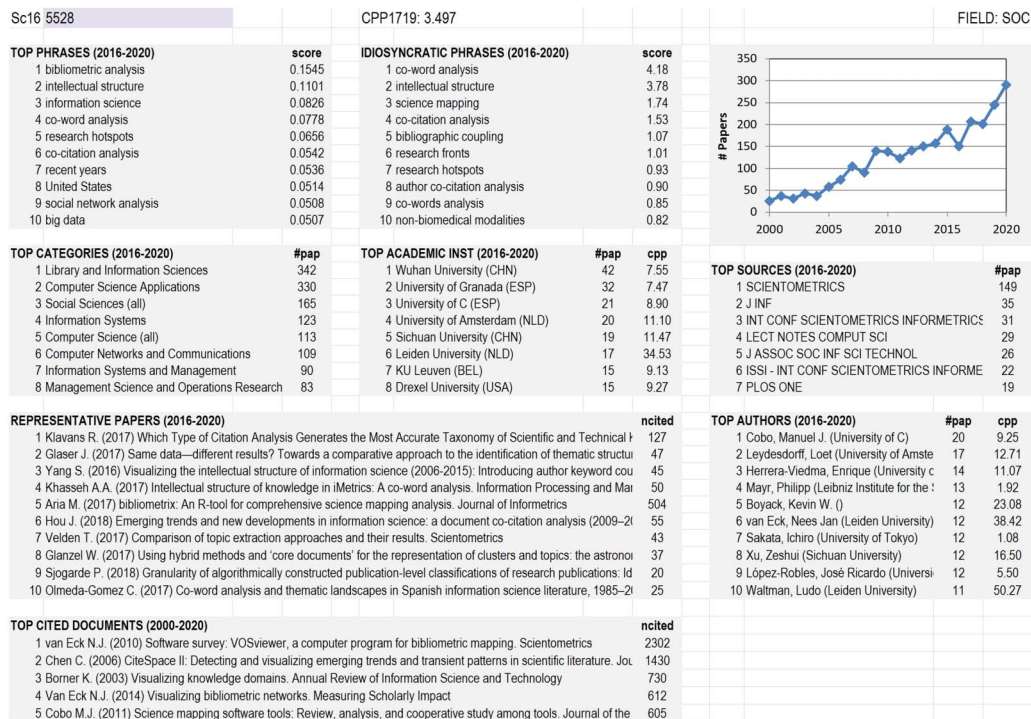 Sc16 5528 CPP1719: 3.497 FIELD: SOC
TOP PHRASES (2016-2020) score
1 bibliometric analysis 0.1545
2 intellectual structure 0.1101
3 information science 0.0826
4 co-word analysis 0.0778
5 research hotspots 0.0656
6 co-citation analysis 0.0542
7 recent years 0.0536
8 United States 0.0514
9 social network analysis 0.0508
10 big data 0.0507
IDIOSYNCRATIC PHRASES (2016-2020) score
1 co-word analysis 4.18
2 intellectual structure 3.78
3 science mapping 1.74
4 co-citation analysis 1.53
5 bibliographic coupling 1.07
6 research fronts 1.01
7 research hotspots 0.93
8 author co-citation analysis 0.90
9 co-words analysis 0.85
10 non-biomedical modalities 0.82
# Papers
350
300
250
200
150
100
50
0
2000 2005 2010 2015 2020
TOP CATEGORIES (2016-2020) #pap
1 Library and Information Sciences 342
2 Computer Science Applications 330
3 Social Sciences (all) 165
4 Information Systems 123
5 Computer Science (all) 113
6 Computer Networks and Communications 109
7 Information Systems and Management 90
8 Management Science and Operations Research 83
TOP ACADEMIC INST (2016-2020) #pap cpp
1 Wuhan University (CHN) 42 7.55
2 University of Granada (ESP) 32 7.47
3 University of C (ESP) 21 8.90
4 University of Amsterdam (NLD) 20 11.10
5 Sichuan University (CHN) 19 11.47
6 Leiden University (NLD) 17 34.53
7 KU Leuven (BEL) 15 9.13
8 Drexel University (USA) 15 9.27
TOP SOURCES (2016-2020) #pap
1 SCIENTOMETRICS 149
2 J INF 35
3 INT CONF SCIENTOMETRICS INFORMETRICS 31
4 LECT NOTES COMPUT SCI 29
5 J ASSOC SOC INF SCI TECHNOL 26
6 ISSI - INT CONF SCIENTOMETRICS INFORME 22
7 PLOS ONE 19
REPRESENTATIVE PAPERS (2016-2020) ncited
1 Klavans R. (2017) Which Type of Citation Analysis Generates the Most Accurate Taxonomy of Scientific and Technical 127
2 Glaser J. (2017) Same data—different results? Towards a comparative approach to the identification of thematic structu 47
3 Yang S. (2016) Visualizing the intellectual structure of information science (2006-2015): Introducing author keyword cou 45
4 Khasseh A.A. (2017) Intellectual structure of knowledge in iMetrics: A co-word analysis. Information Processing and Mar 50
5 Aria M. (2017) bibliometrix: An R-tool for comprehensive science mapping analysis. Journal of Informetrics 504
6 Hou J. (2018) Emerging trends and new developments in information science: a document co-citation analysis (2009–20 55
7 Velden T. (2017) Comparison of topic extraction approaches and their results. Scientometrics 43
8 Glanzel W. (2017) Using hybrid methods and 'core documents' for the representation of clusters and topics: the astrono 37
9 Sjogarde P. (2018) Granularity of algorithmically constructed publication-level classifications of research publications: Id 20
10 Olmeda-Gomez C. (2017) Co-word analysis and thematic landscapes in Spanish information science literature, 1985–20 25
TOP AUTHORS (2016-2020) #pap cpp
1 Cobo, Manuel J. (University of C) 20 9.25
2 Leydesdorff, Loet (University of Amste 17 12.71
3 Herrera-Viedma, Enrique (University c 14 11.07
4 Mayr, Philipp (Leibniz Institute for the 13 1.92
5 Boyack, Kevin W. () 12 23.08
6 van Eck, Nees Jan (Leiden University) 12 38.42
7 Sakata, Ichiro (University of Tokyo) 12 1.08
8 Xu, Zeshui (Sichuan University) 12 16.50
9 López-Robles, José Ricardo (Universi 12 5.50
10 Waltman, Ludo (Leiden University) 11 50.27
TOP CITED DOCUMENTS (2000-2020) ncited
1 van Eck N.J. (2010) Software survey: VOSviewer, a computer program for bibliometric mapping. Scientometrics 2302
2 Chen C. (2006) CiteSpace II: Detecting and visualizing emerging trends and transient patterns in scientific literature. Jou 1430
3 Borner K. (2003) Visualizing knowledge domains. Annual Review of Information Science and Technology 730
4 Van Eck N.J. (2014) Visualizing bibliometric networks. Measuring Scholarly Impact 612
5 Cobo M.J. (2011) Science mapping software tools: Review, analysis, and cooperative study among tools. Journal of the 605